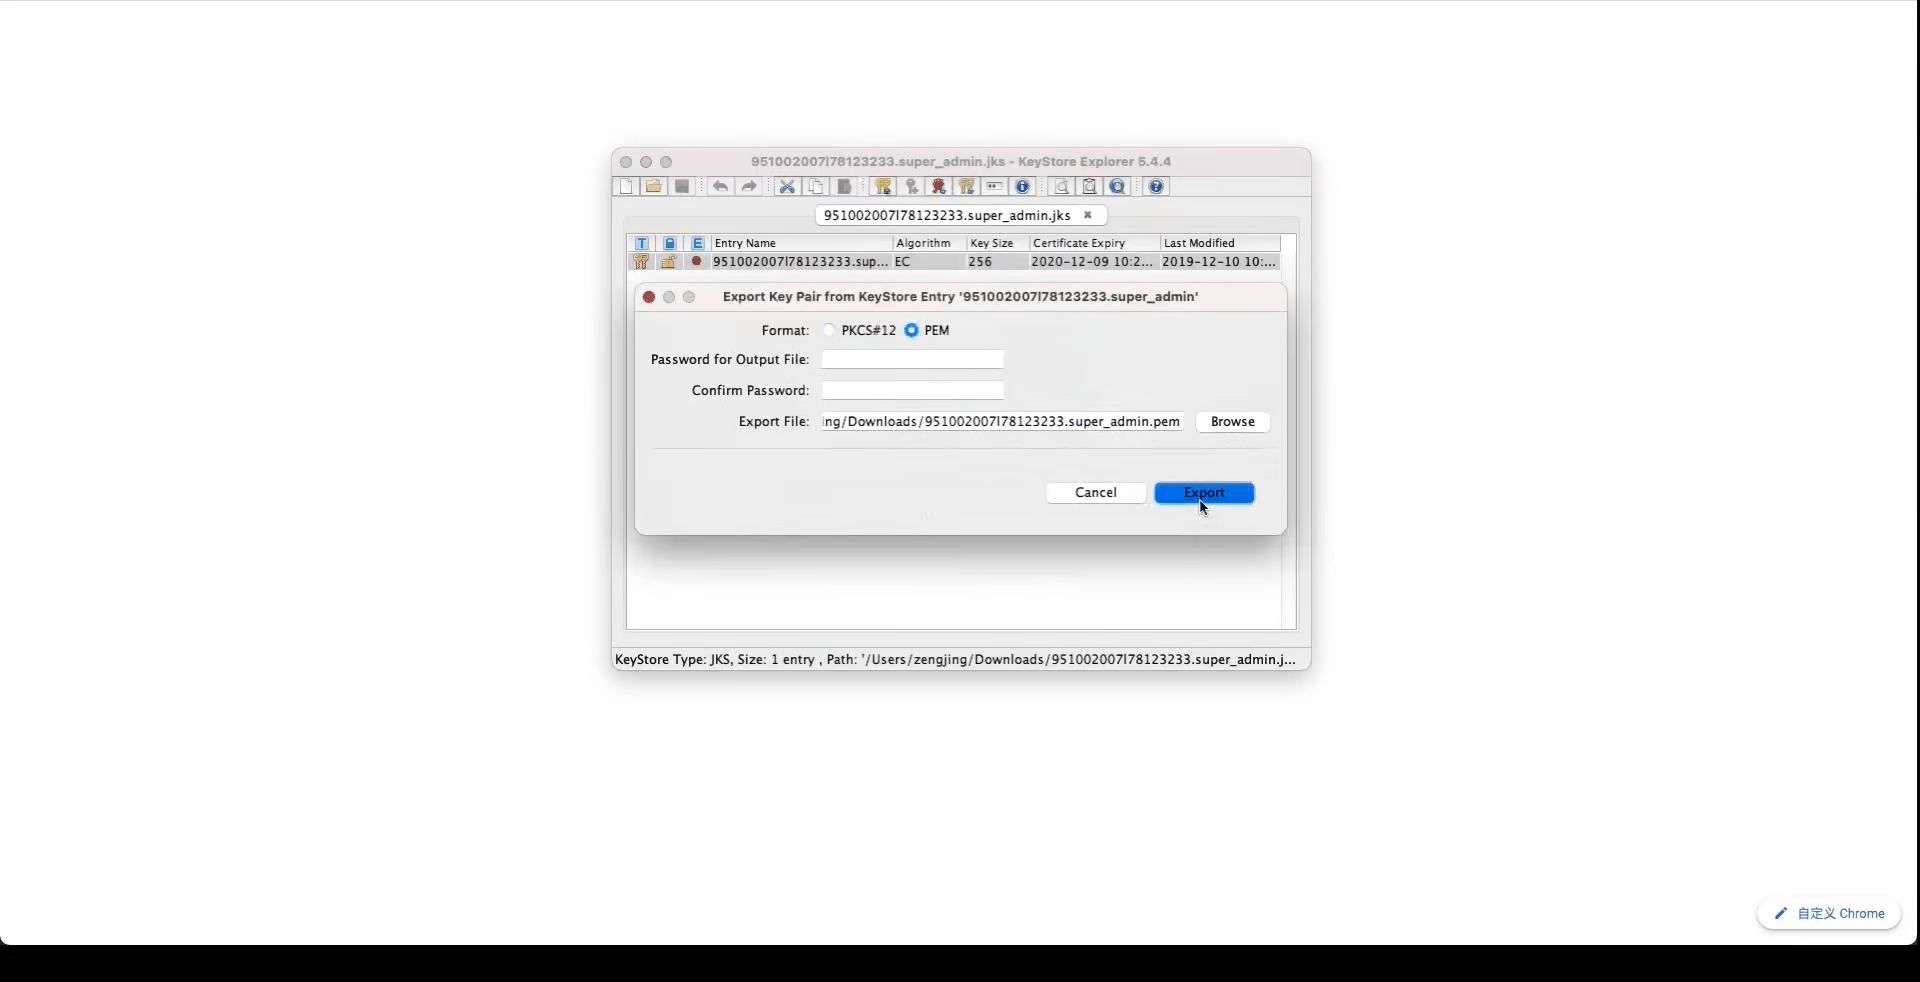 951002007l78123233.super_admin.jks - KeyStore Explorer 5.4.4
951002007l78123233.super_admin.jks
T E Entry Name Algorithm Key Size Certificate Expiry Last Modified
951002007l78123233.sup... EC 256 2020-12-09 10:2... 2019-12-10 10:...
Export Key Pair from KeyStore Entry '951002007l78123233.super_admin'
Format: PKCS#12 PEM
Password for Output File:
Confirm Password:
Export File: ing/Downloads/951002007l78123233.super_admin.pem Browse
Cancel Export
KeyStore Type: JKS, Size: 1 entry , Path: '/Users/zengjing/Downloads/951002007l78123233.super_admin.j...
自定义 Chrome